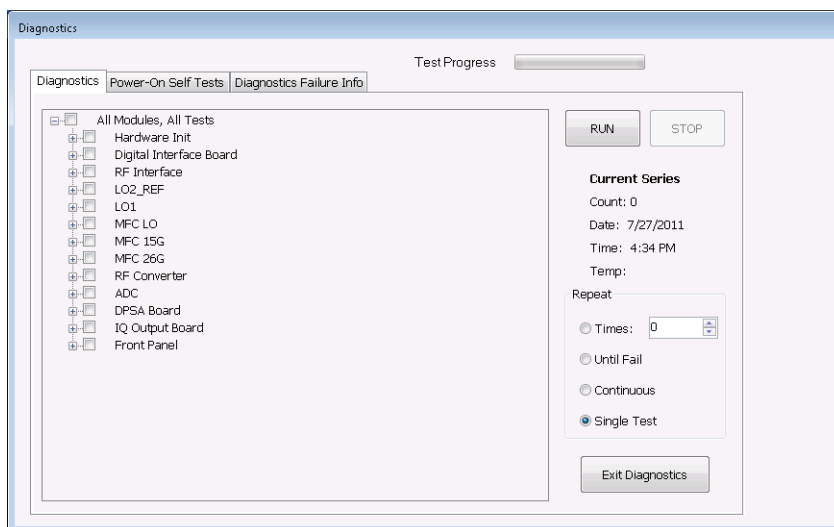 Diagnostics
Test Progress
Diagnostics Power-On Self Tests Diagnostics Failure Info
All Modules, All Tests
Hardware Init
Digital Interface Board
RF Interface
LO2_REF
LO1
MFC LO
MFC 15G
MFC 26G
RF Converter
ADC
DPSA Board
IQ Output Board
Front Panel
RUN STOP
Current Series
Count: 0
Date: 7/27/2011
Time: 4:34 PM
Temp:
Repeat
Times: 0
Until Fail
Continuous
Single Test
Exit Diagnostics